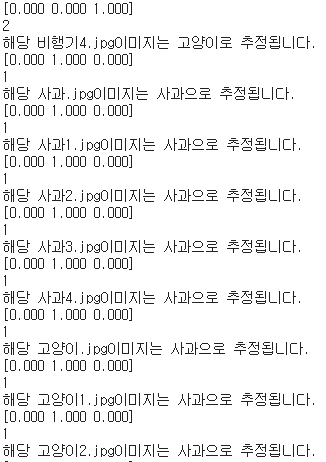 [0.000 0.000 1.000]
2
해당 비행기4.jpg이미지는 고양이로 추정됩니다.
[0.000 1.000 0.000]
1
해당 사과.jpg이미지는 사과으로 추정됩니다.
[0.000 1.000 0.000]
1
해당 사과1.jpg이미지는 사과으로 추정됩니다.
[0.000 1.000 0.000]
1
해당 사과2.jpg이미지는 사과으로 추정됩니다.
[0.000 1.000 0.000]
1
해당 사과3.jpg이미지는 사과으로 추정됩니다.
[0.000 1.000 0.000]
1
해당 사과4.jpg이미지는 사과으로 추정됩니다.
[0.000 1.000 0.000]
1
해당 고양이.jpg이미지는 사과으로 추정됩니다.
[0.000 1.000 0.000]
1
해당 고양이1.jpg이미지는 사과으로 추정됩니다.
[0.000 1.000 0.000]
1
해당 고양이2.jpg이미지는 사과으로 추정됩니다.